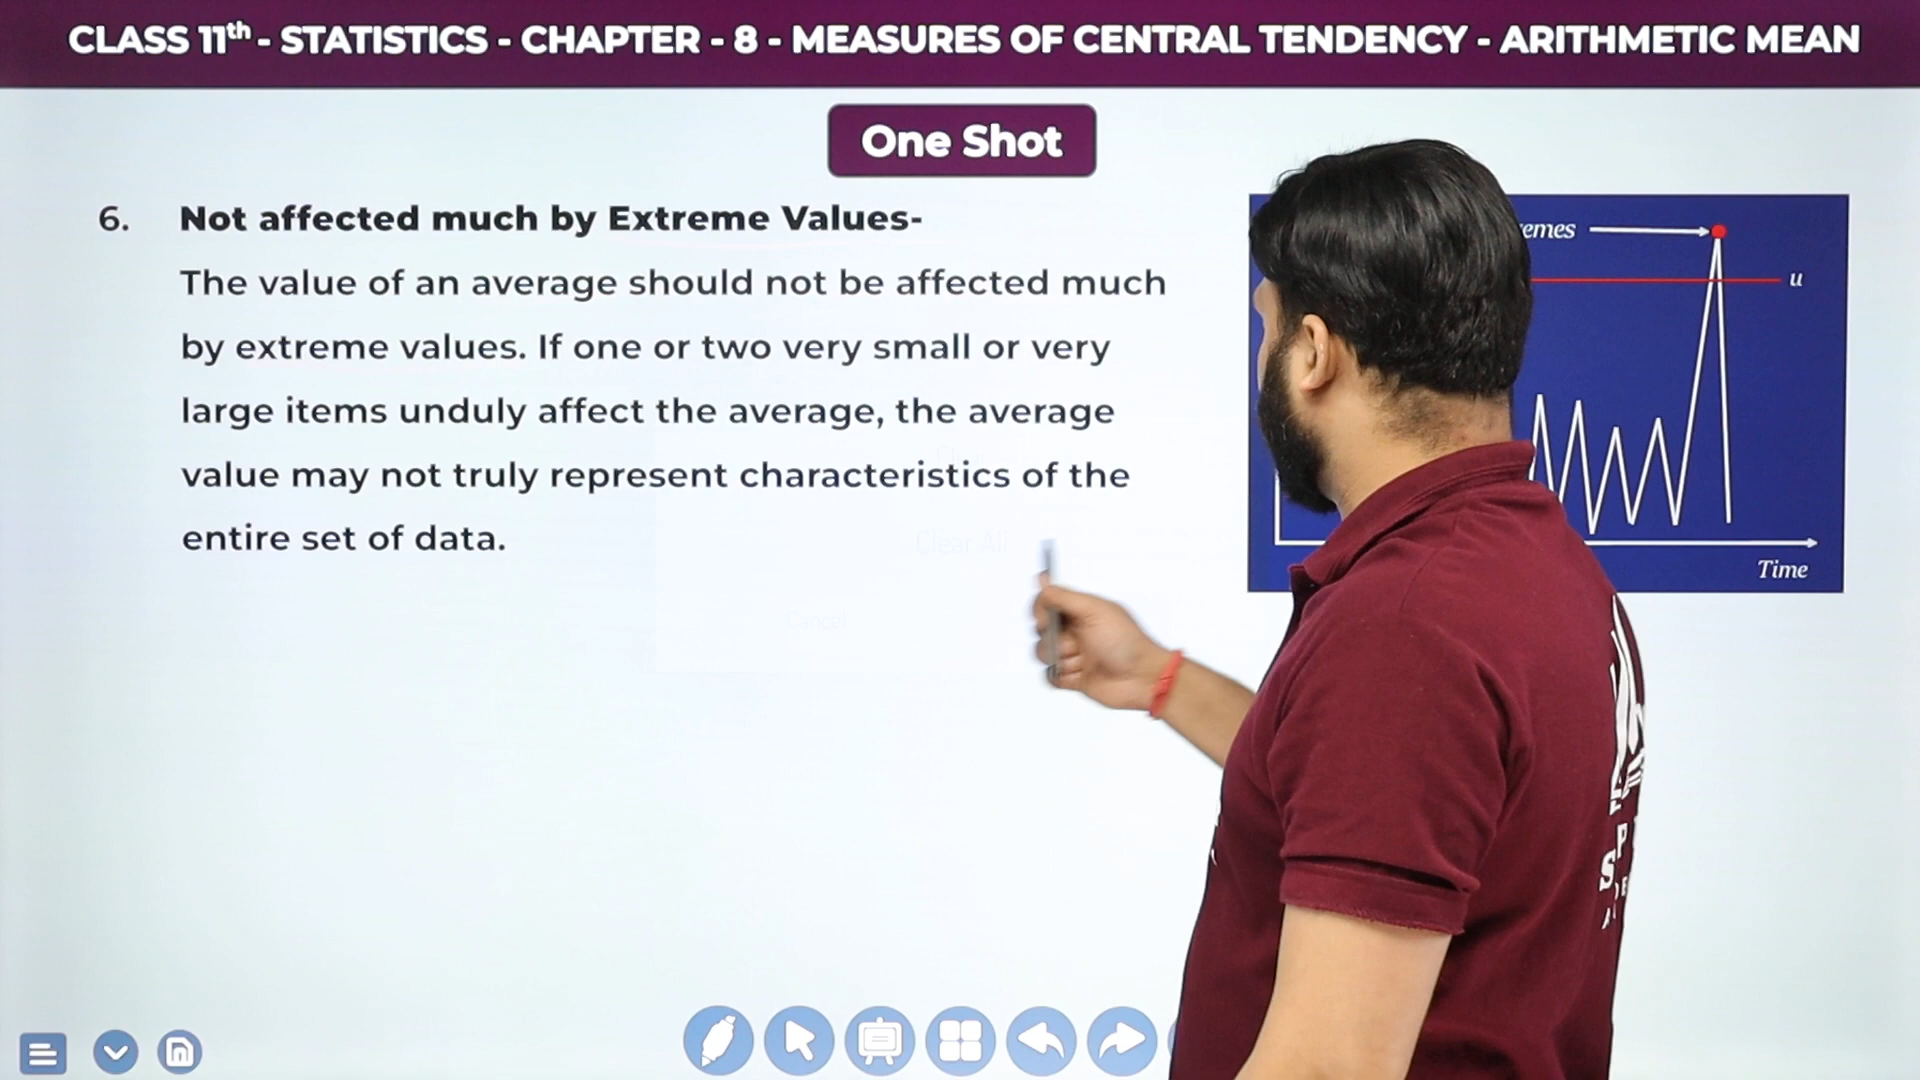 CLASS 11th - STATISTICS - CHAPTER - 8 - MEASURES OF CENTRAL TENDENCY - ARITHMETIC MEAN
One Shot
6. Not affected much by Extreme Values-
The value of an average should not be affected much
by extreme values. If one or two very small or very
large items unduly affect the average, the average
value may not truly represent characteristics of the
entire set of data.
emes
u
Time
Clear All
Cancel